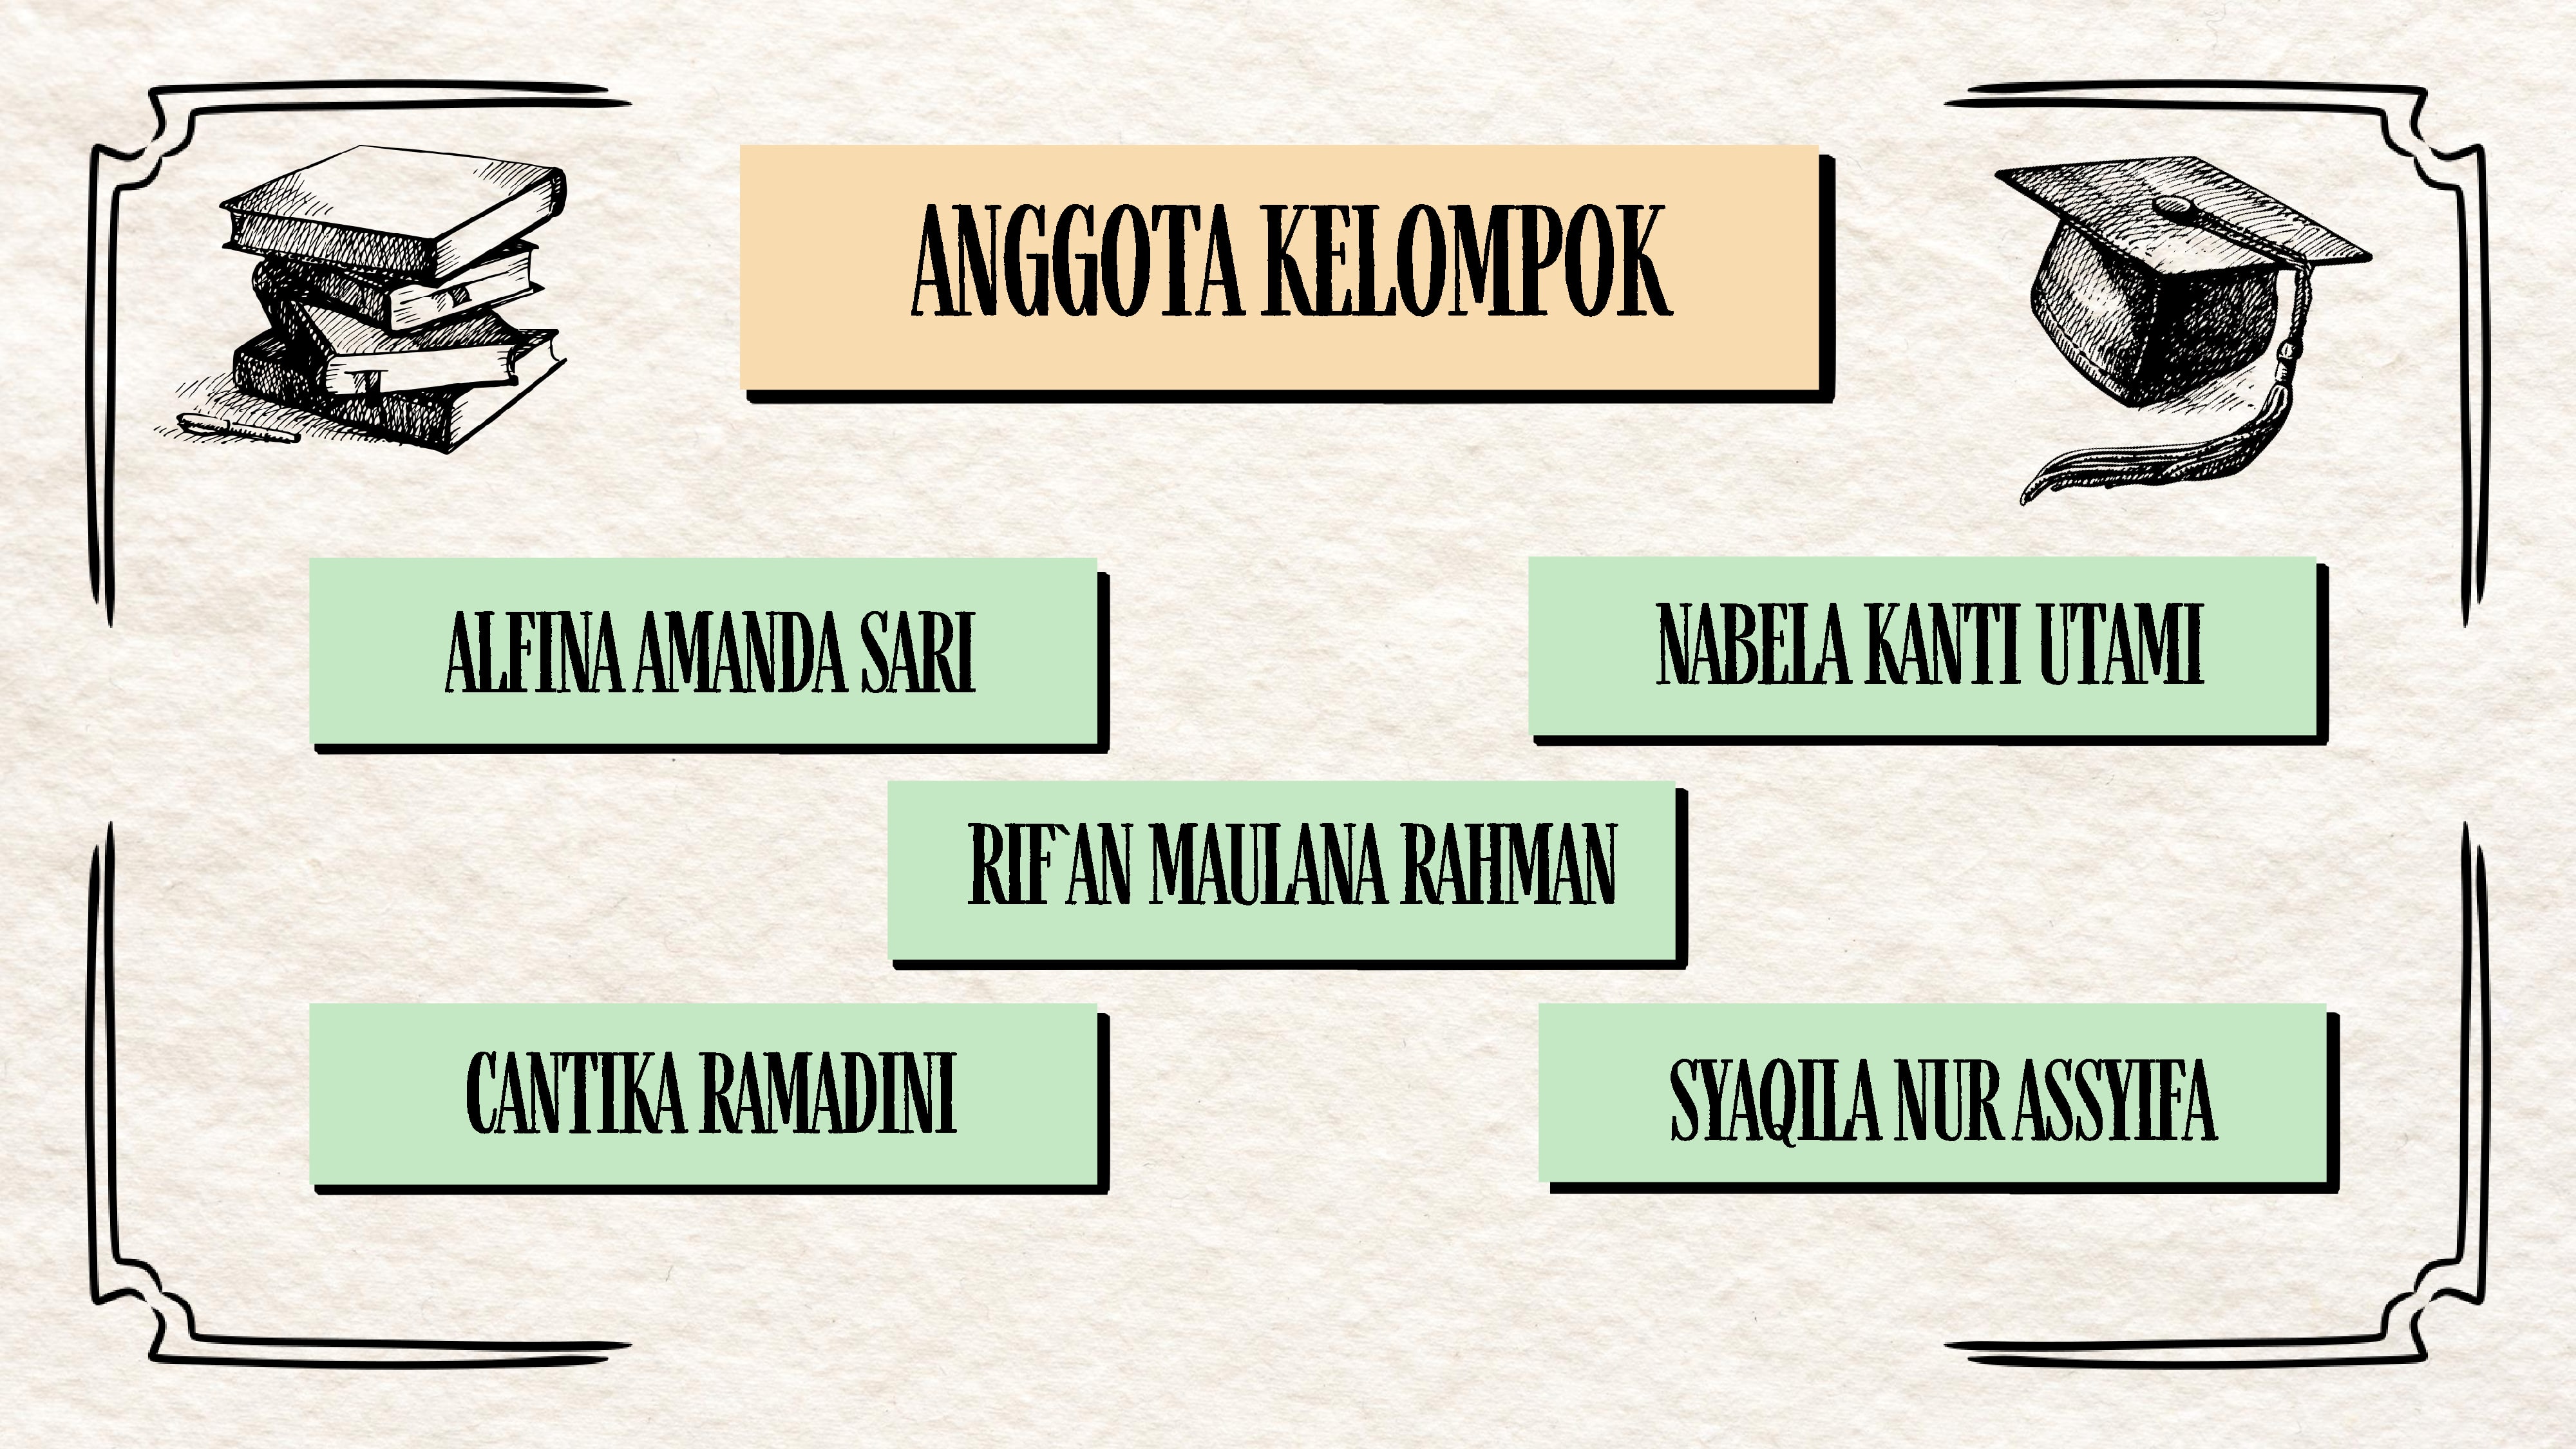 ANGGOTA KELOMPOK
ALFINA AMANDA SARI
NABELA KANTI UTAMI
RIF`AN MAULANA RAHMAN
CANTIKA RAMADINI
SYAQILA NUR ASSYIFA